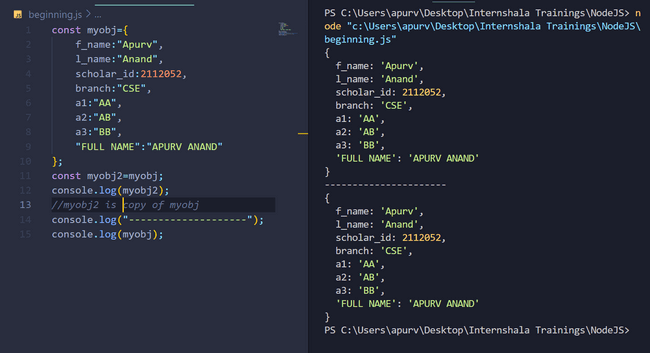 beginning.js > ...
1 const myobj={
2 f_name:"Apurv",
3 l_name:"Anand",
4 scholar_id:2112052,
5 branch:"CSE",
6 a1:"AA",
7 a2:"AB",
8 a3:"BB",
9 "FULL NAME":"APURV ANAND"
10 };
11 const myobj2=myobj;
12 console.log(myobj2);
13 //myobj2 is copy of myobj
14 console.log("--------------------");
15 console.log(myobj);
PS C:\Users\apurv\Desktop\Internshala Trainings\NodeJS> n
ode "c:\Users\apurv\Desktop\Internshala Trainings\NodeJS\
beginning.js"
{
f_name: 'Apurv',
l_name: 'Anand',
scholar_id: 2112052,
branch: 'CSE',
a1: 'AA',
a2: 'AB',
a3: 'BB',
'FULL NAME': 'APURV ANAND'
}
--------------------
{
f_name: 'Apurv',
l_name: 'Anand',
scholar_id: 2112052,
branch: 'CSE',
a1: 'AA',
a2: 'AB',
a3: 'BB',
'FULL NAME': 'APURV ANAND'
}
PS C:\Users\apurv\Desktop\Internshala Trainings\NodeJS>